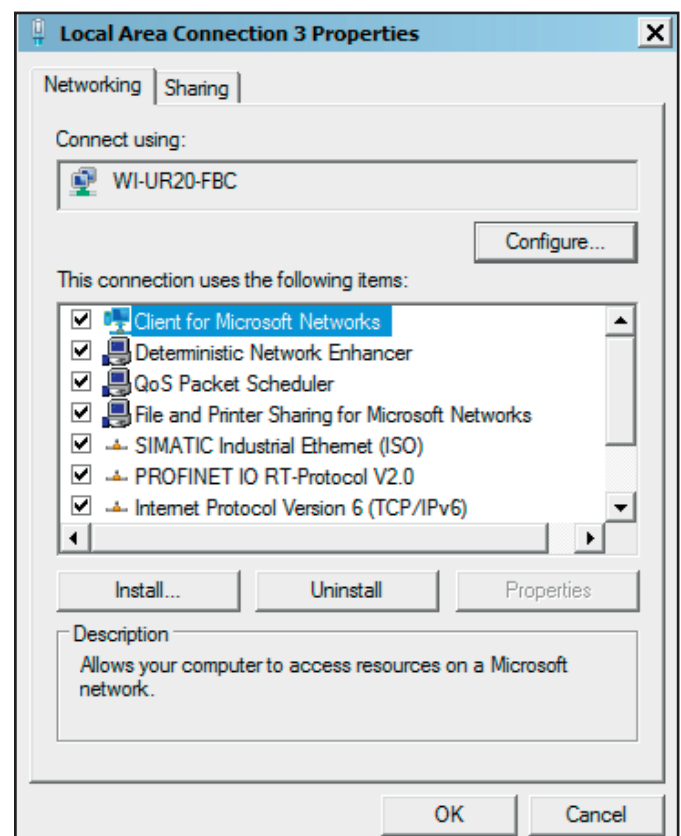 Local Area Connection 3 Properties
Networking
Sharing
Connect using:
WI-UR20-FBC
Configure...
This connection uses the following items:
Client for Microsoft Networks
Deterministic Network Enhancer
QoS Packet Scheduler
File and Printer Sharing for Microsoft Networks
SIMATIC Industrial Ethernet (ISO)
PROFINET IO RT-Protocol V2.0
Internet Protocol Version 6 (TCP/IPv6)
Install...
Uninstall
Properties
Description
Allows your computer to access resources on a Microsoft
network.
OK
Cancel